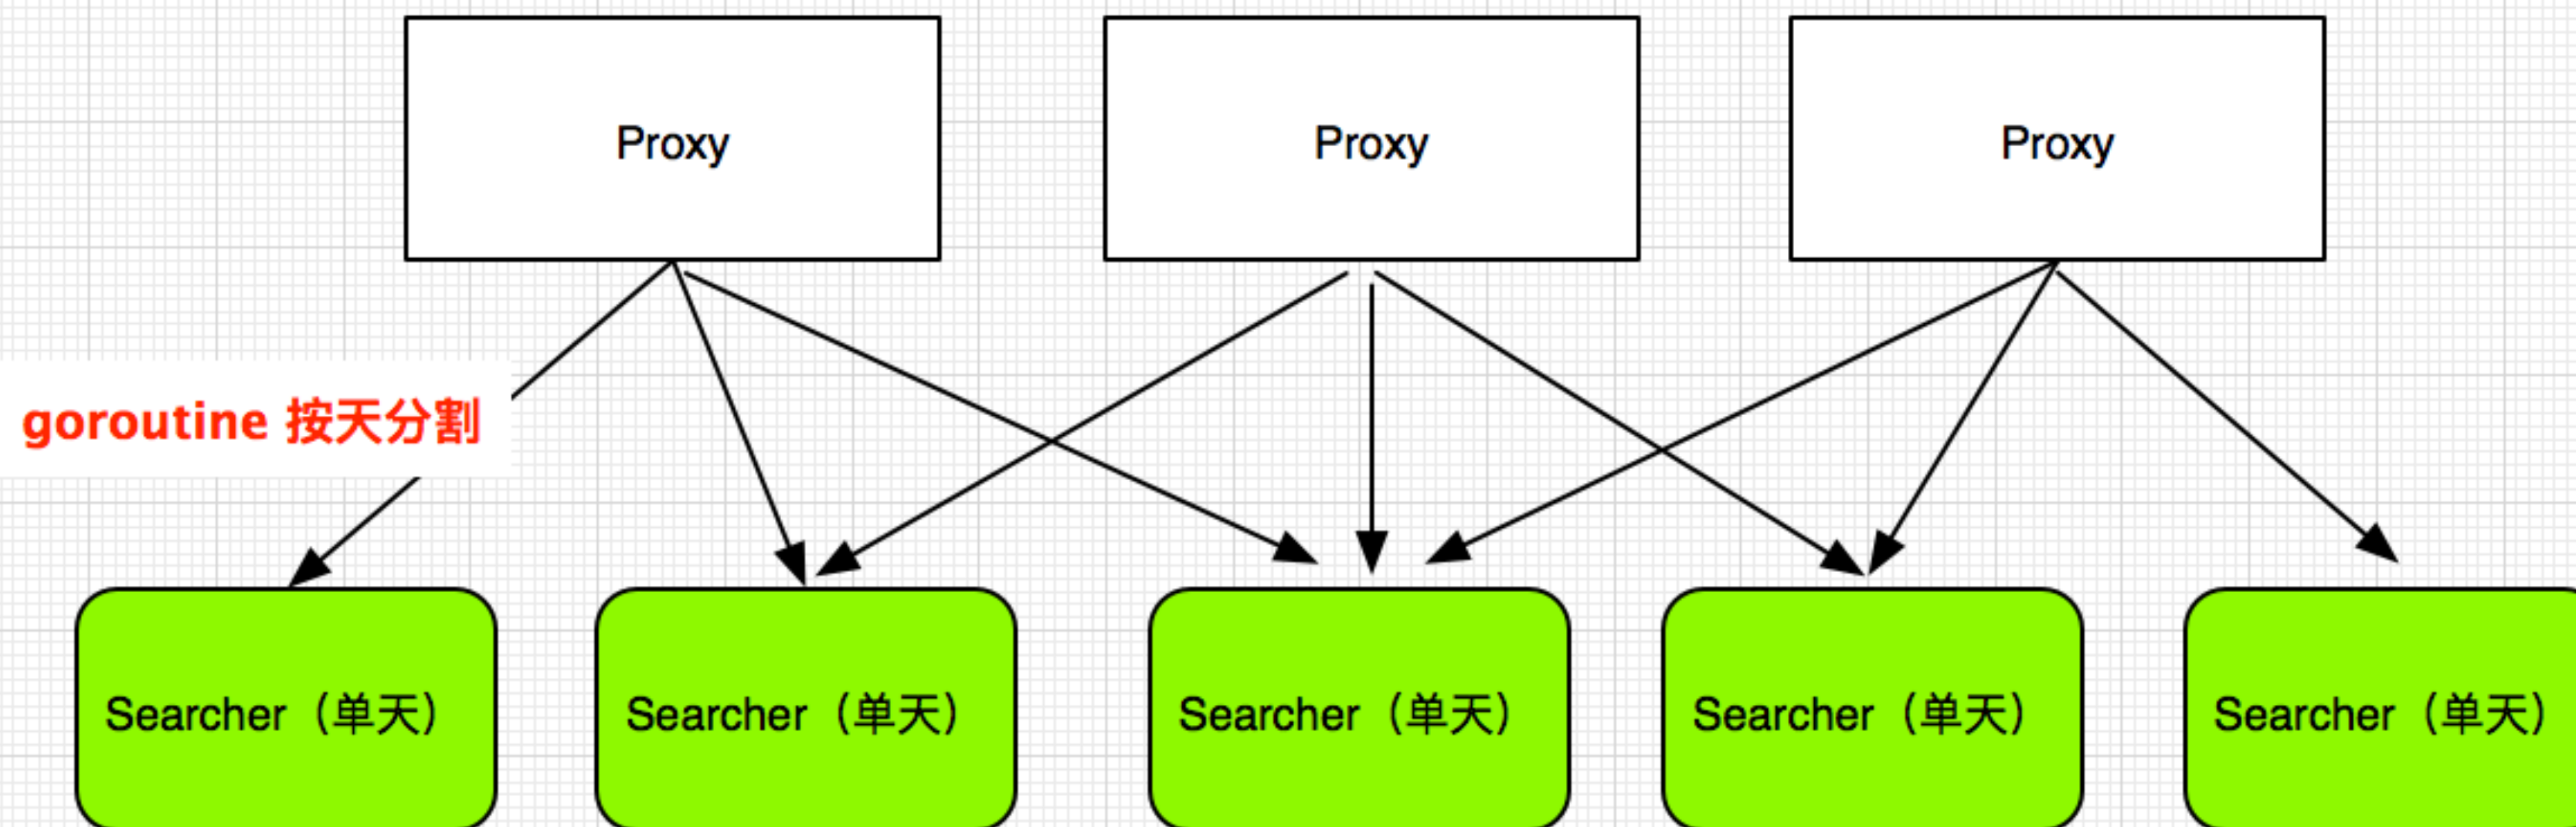 Proxy
Proxy
Proxy
goroutine 按天分割
Searcher（单天）
Searcher（单天）
Searcher（单天）
Searcher（单天）
Searcher（单天）